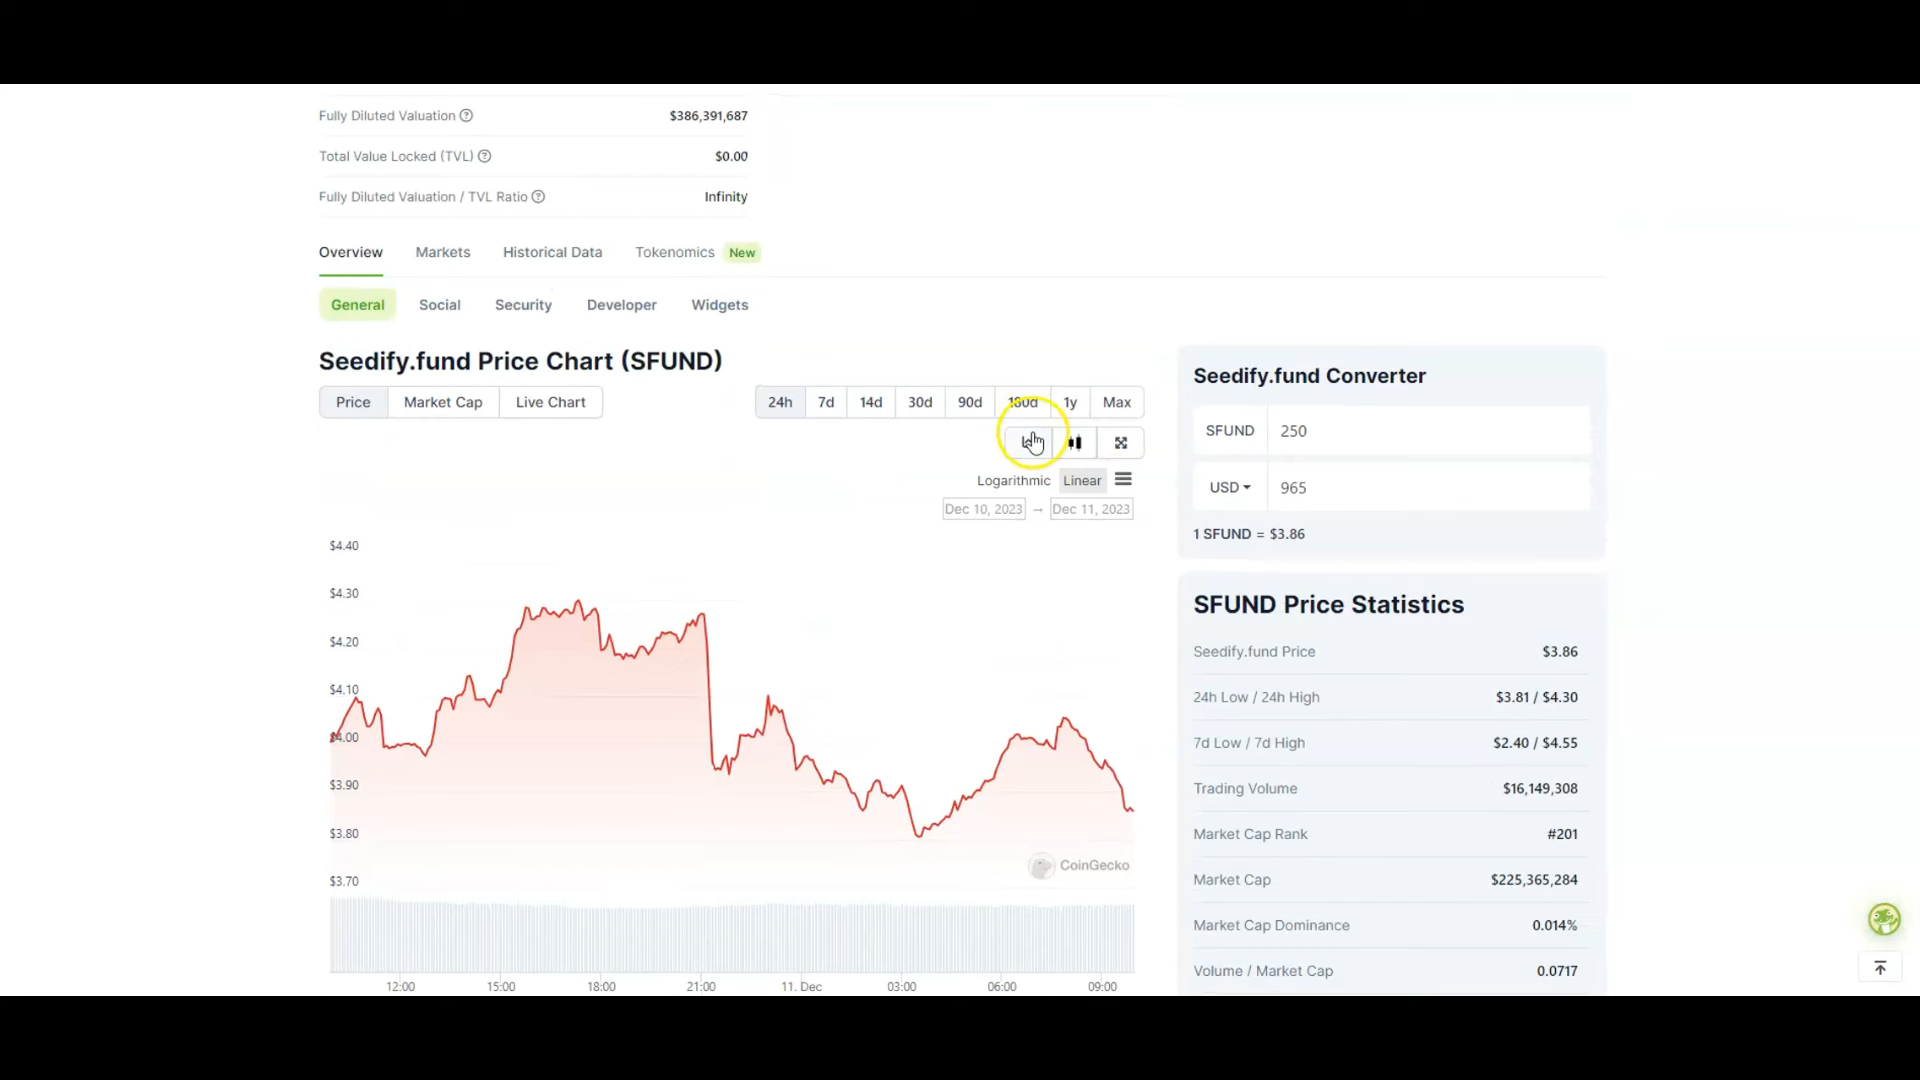 Fully Diluted Valuation $386,391,687
Total Value Locked (TVL) $0.00
Fully Diluted Valuation / TVL Ratio Infinity
Overview Markets Historical Data Tokenomics New
General Social Security Developer Widgets
Seedify.fund Price Chart (SFUND)
Price Market Cap Live Chart
24h 7d 14d 30d 90d 180d 1y Max
Logarithmic Linear
Dec 10, 2023 → Dec 11, 2023
$4.40
$4.30
$4.20
$4.10
$4.00
$3.90
$3.80
$3.70
CoinGecko
12:00 15:00 18:00 21:00 11. Dec 03:00 06:00 09:00
Seedify.fund Converter
SFUND 250
USD 965
1 SFUND = $3.86
SFUND Price Statistics
Seedify.fund Price $3.86
24h Low / 24h High $3.81 / $4.30
7d Low / 7d High $2.40 / $4.55
Trading Volume $16,149,308
Market Cap Rank #201
Market Cap $225,365,284
Market Cap Dominance 0.014%
Volume / Market Cap 0.0717